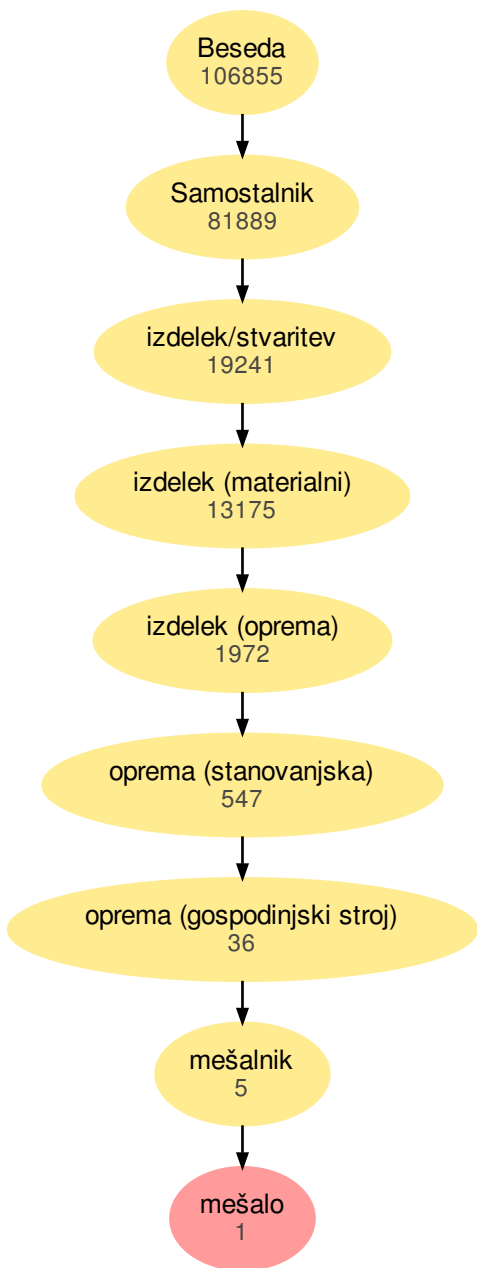 Beseda
106855
Samostalnik
81889
izdelek/stvaritev
19241
izdelek (materialni)
13175
izdelek (oprema)
1972
oprema (stanovanjska)
547
oprema (gospodinjski stroj)
36
mešalnik
5
mešalo
1